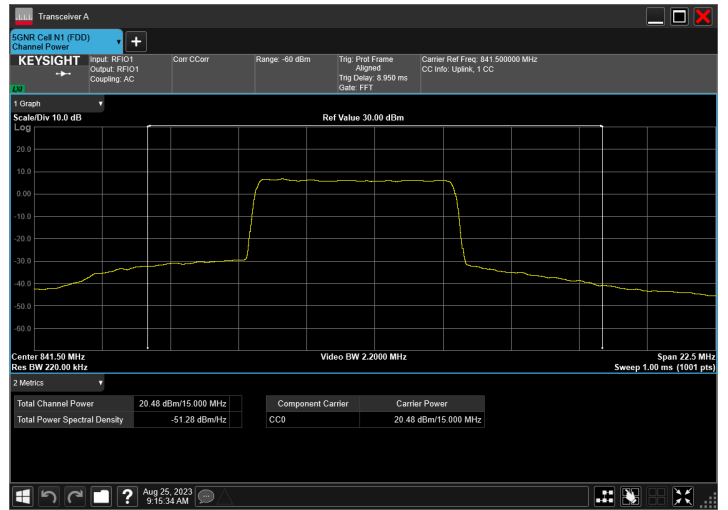 Transceiver A
5GNR Cell N1 (FDD)
Channel Power
KEYSIGHT
LXI
Input: RFIO1
Output: RFIO1
Coupling: AC
Corr CCorr
Range: -60 dBm
Trig: Prot Frame
Aligned
Trig Delay: 8.950 ms
Gate: FFT
Carrier Ref Freq: 841.500000 MHz
CC Info: Uplink, 1 CC
1 Graph
Scale/Div 10.0 dB
Ref Value 30.00 dBm
Log
20.0
10.0
0.00
-10.0
-20.0
-30.0
-40.0
-50.0
-60.0
Center 841.50 MHz
Video BW 2.2000 MHz
Span 22.5 MHz
Res BW 220.00 kHz
Sweep 1.00 ms (1001 pts)
2 Metrics
Total Channel Power 20.48 dBm/15.000 MHz
Total Power Spectral Density -51.28 dBm/Hz
Component Carrier Carrier Power
CC0 20.48 dBm/15.000 MHz
Aug 25, 2023
9:15:34 AM